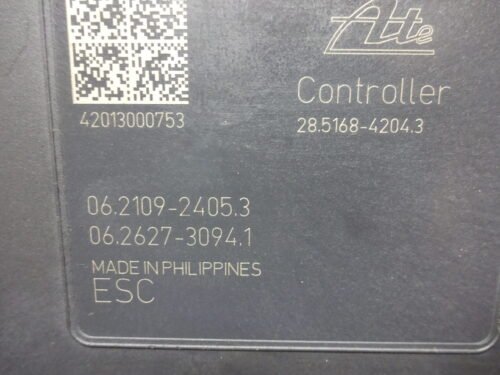 Ate
42013000753
Controller
28.5168-4204.3
06.2109-2405.3
06.2627-3094.1
MADE IN PHILIPPINES
ESC